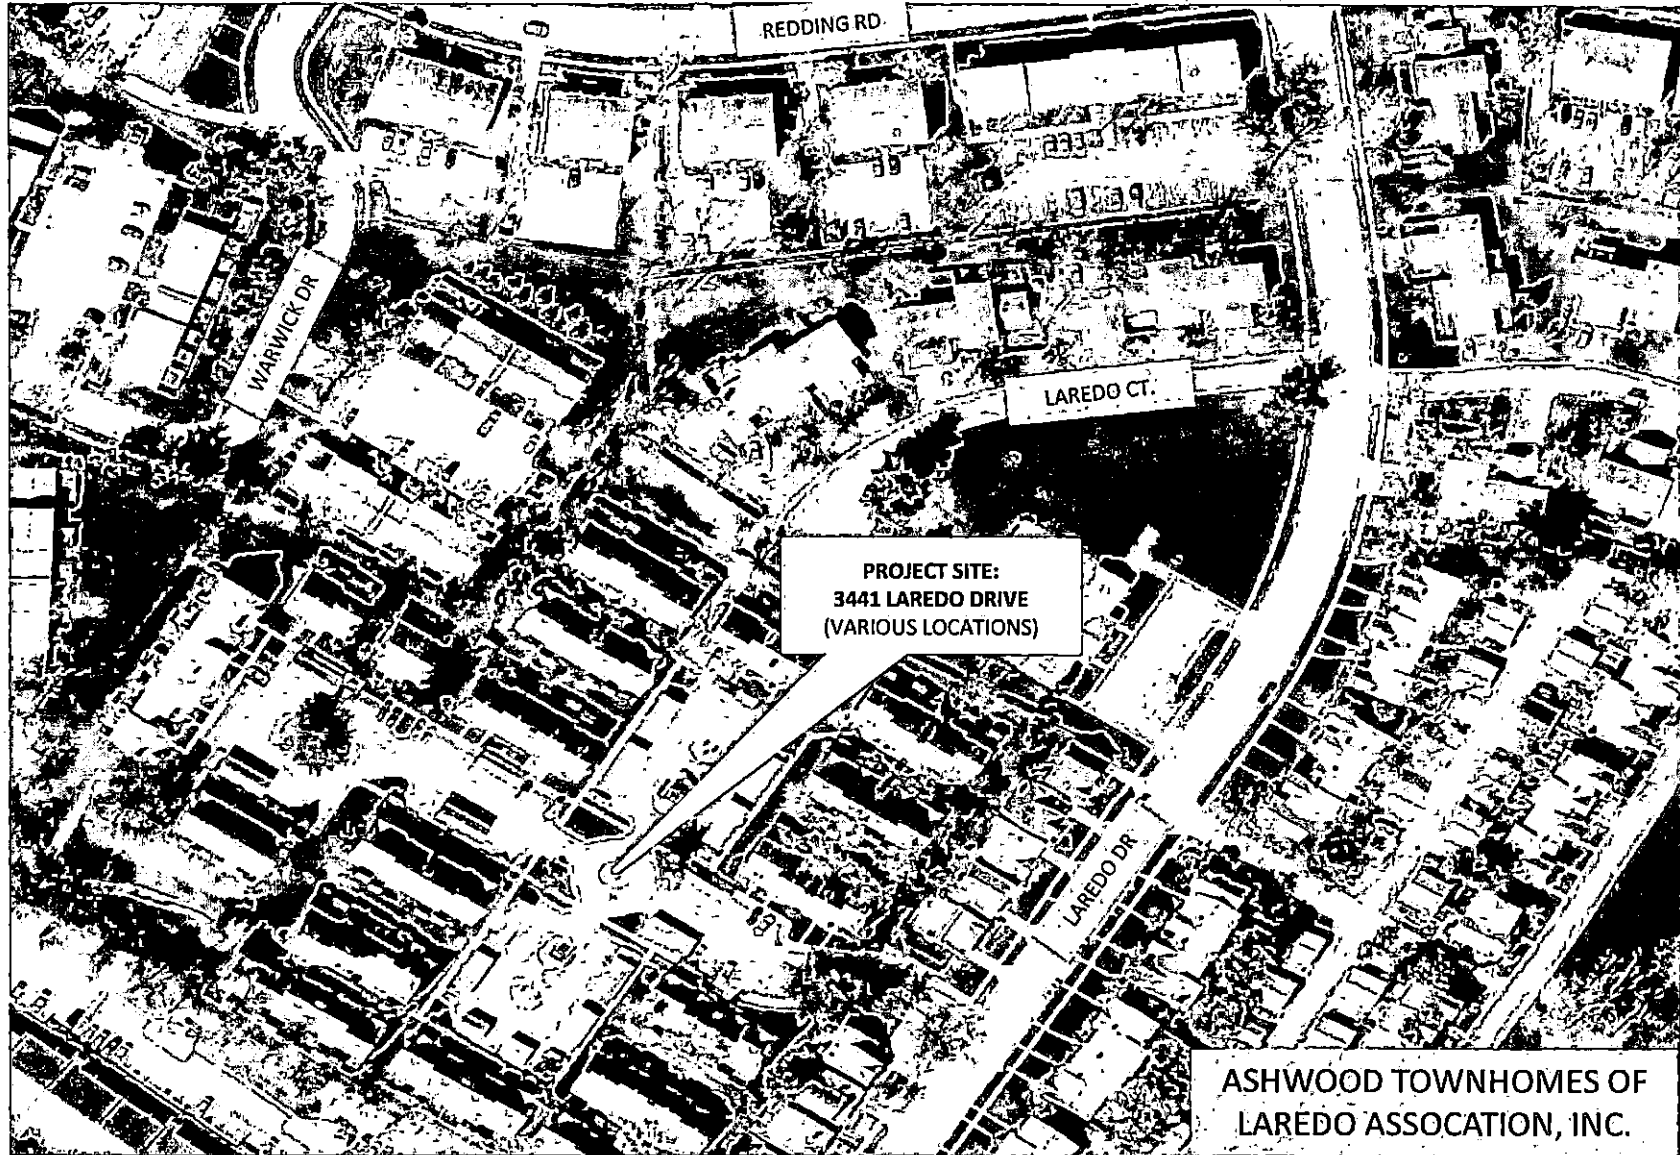 REDDING RD.
WARWICK DR
LAREDO CT.
PROJECT SITE:
3441 LAREDO DRIVE
(VARIOUS LOCATIONS)
LAREDO DR
ASHWOOD TOWNHOMES OF
LAREDO ASSOCATION, INC.